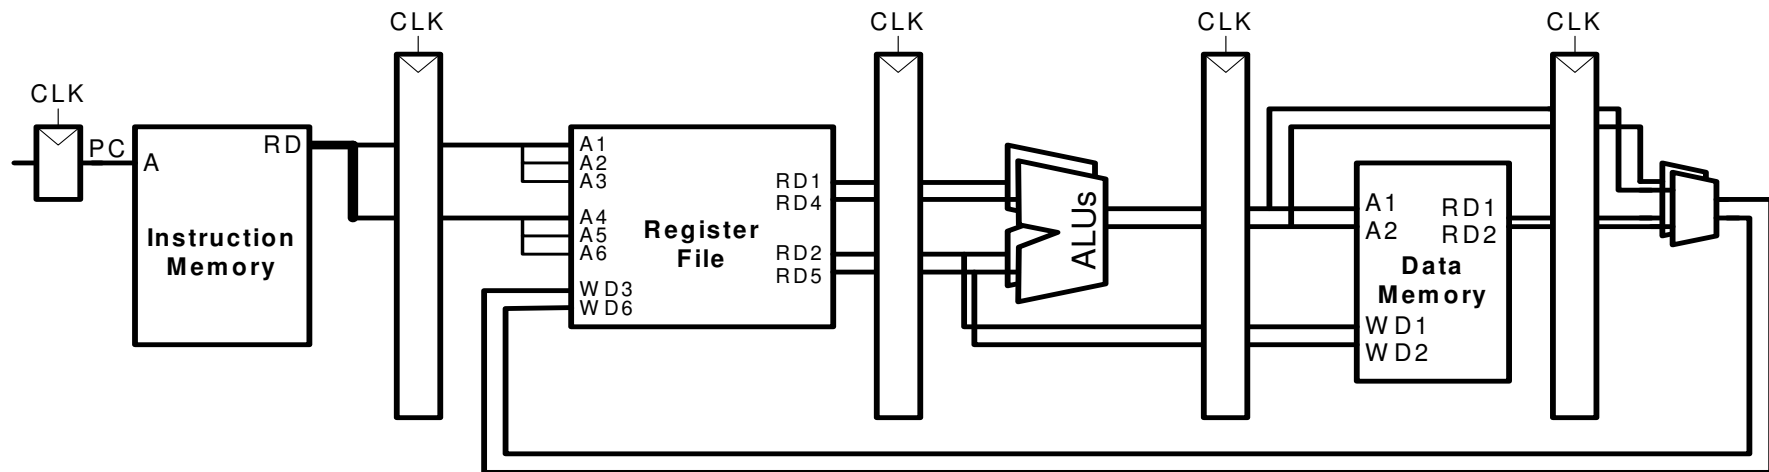 CLK
CLK
CLK
CLK
CLK
PC
A
RD
Instruction
Memory
A1
A2
A3
A4
A5
A6
WD3
WD6
Register
File
RD1
RD4
RD2
RD5
ALUs
A1
A2
RD1
RD2
Data
Memory
WD1
WD2